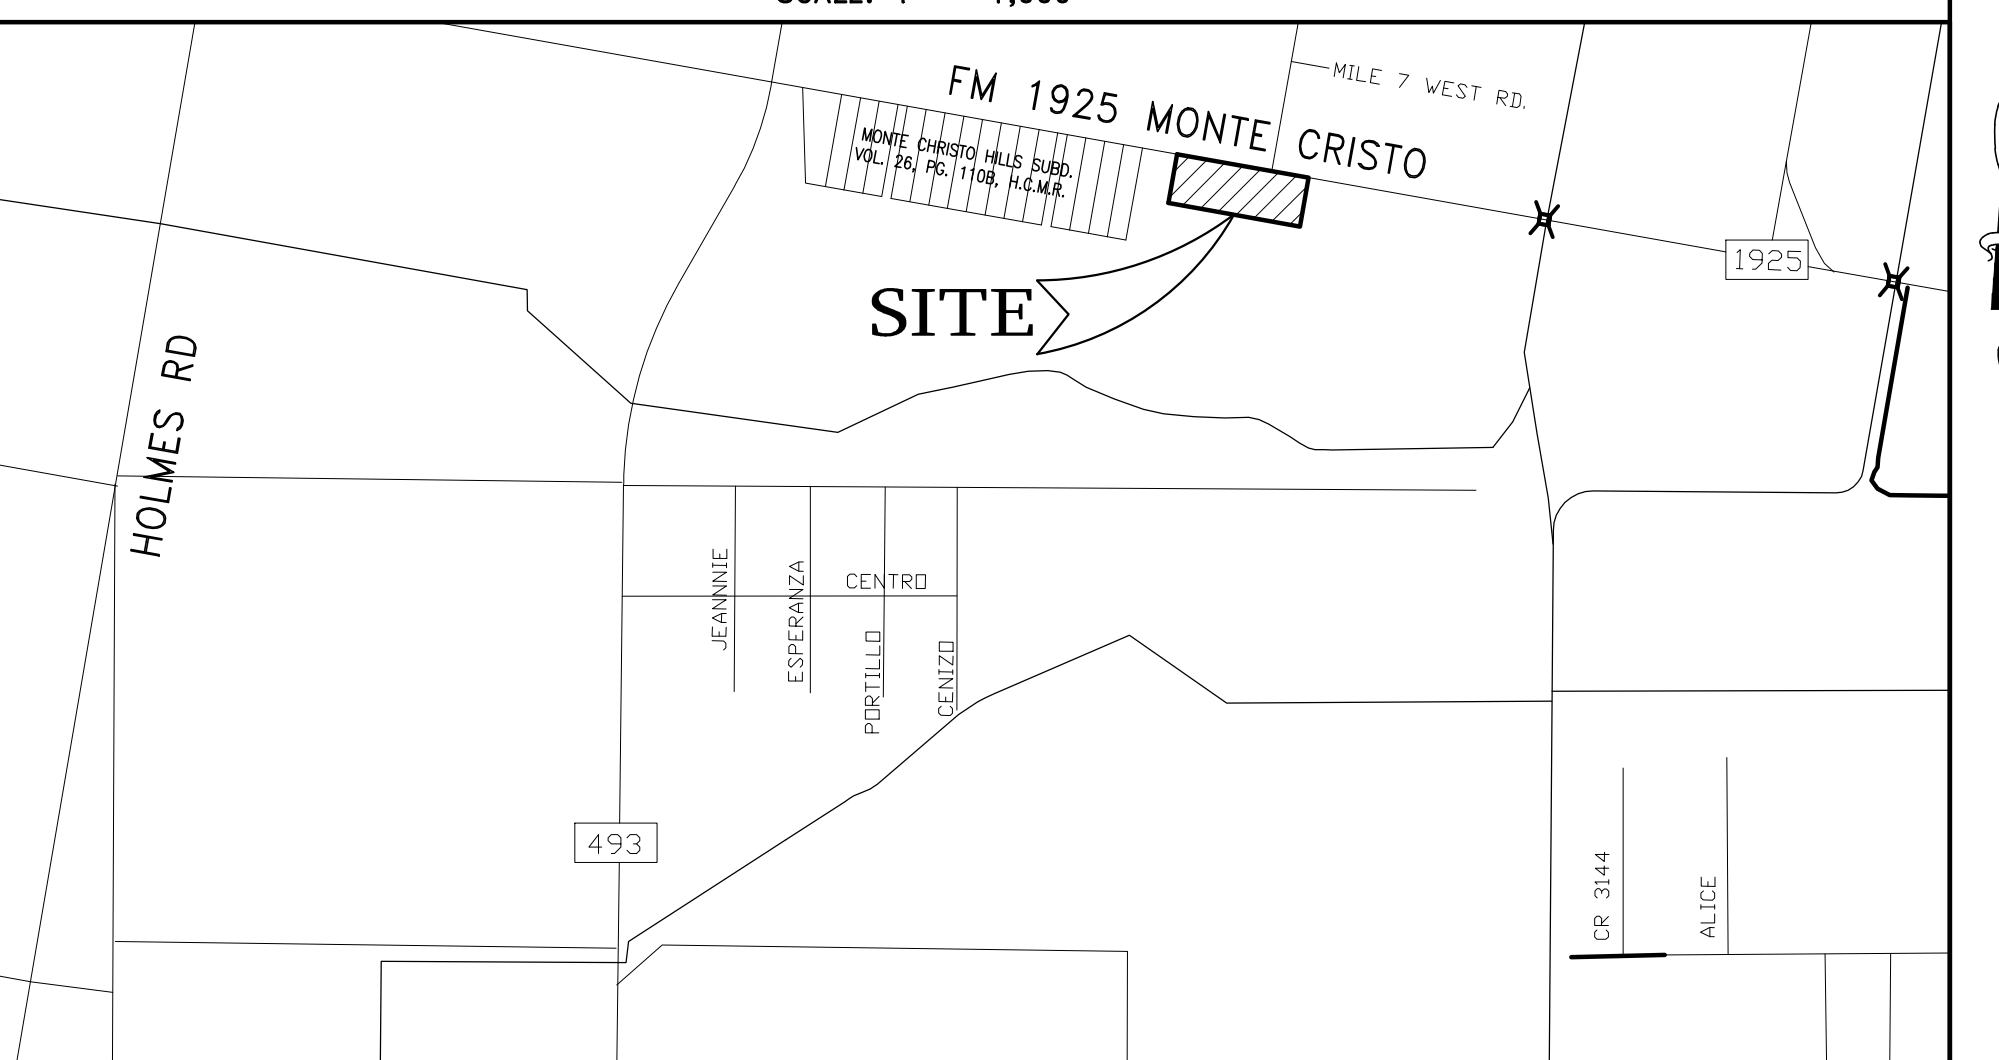 FM 1925 MONTE CRISTO
MILE 7 WEST RD.
MONTE CHRISTO HILLS SUBD.
VOL. 26, PG. 110B, H.C.M.R.
1925
SITE
HOLMES RD
JEANNNIE
ESPERANZA
CENTRO
PORTILLO
CENIZO
493
CR 3144
ALICE